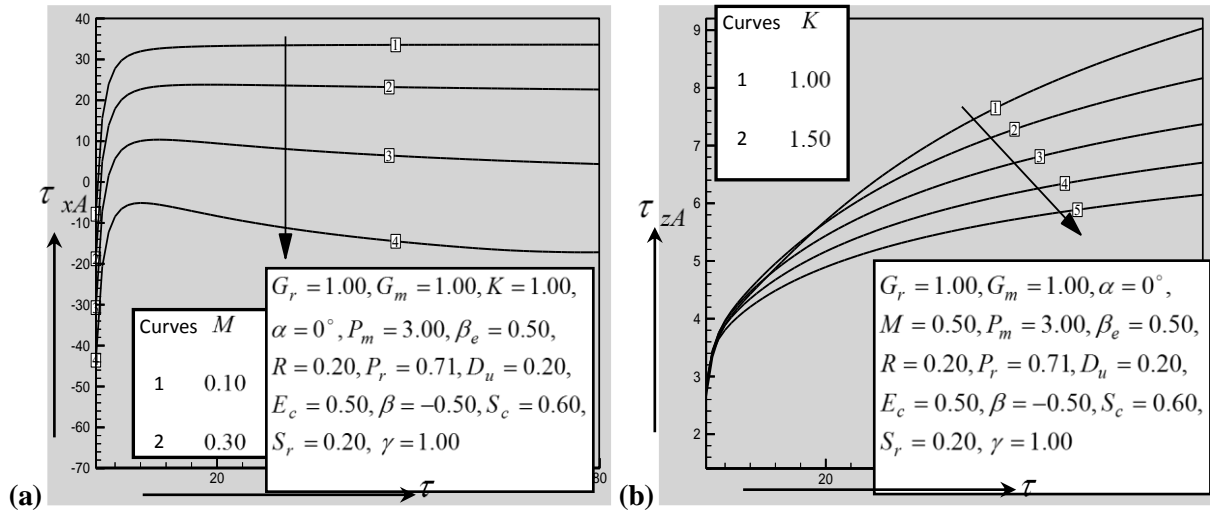 40
30
20
10
0
-10
-20
-30
-40
-50
-60
-70
τ xA
1
2
3
4
1
2
3
4
Curves M
1 0.10
2 0.30
G_r = 1.00, G_m = 1.00, K = 1.00,
α = 0°, P_m = 3.00, β_e = 0.50,
R = 0.20, P_r = 0.71, D_u = 0.20,
E_c = 0.50, β = −0.50, S_c = 0.60,
S_r = 0.20, γ = 1.00
20
80
τ
(a)
Curves K
1 1.00
2 1.50
9
8
7
6
5
4
3
2
τ zA
1
2
3
4
5
G_r = 1.00, G_m = 1.00, α = 0°,
M = 0.50, P_m = 3.00, β_e = 0.50,
R = 0.20, P_r = 0.71, D_u = 0.20,
E_c = 0.50, β = −0.50, S_c = 0.60,
S_r = 0.20, γ = 1.00
20
τ
(b)